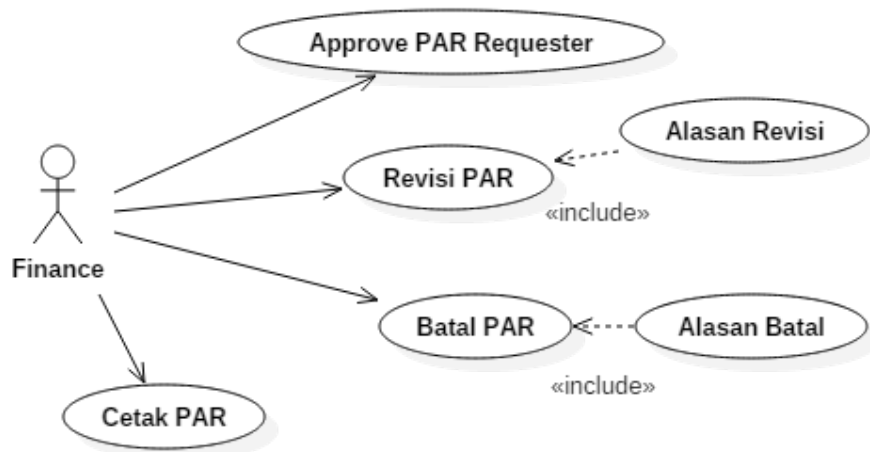 Approve PAR Requester
Alasan Revisi
Revisi PAR
«include»
Finance
Batal PAR
Alasan Batal
«include»
Cetak PAR